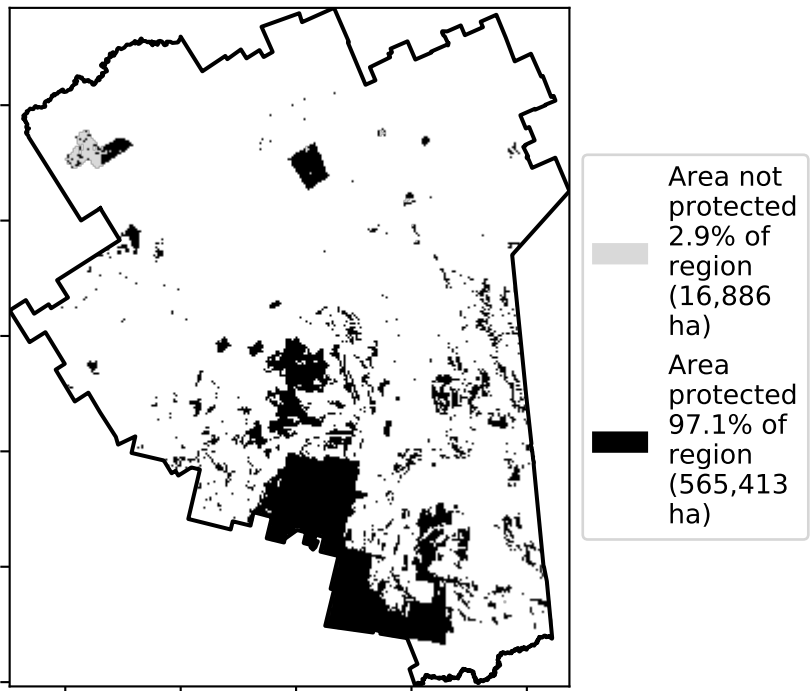 Area not
protected
2.9% of
region
(16,886
ha)
Area
protected
97.1% of
region
(565,413
ha)